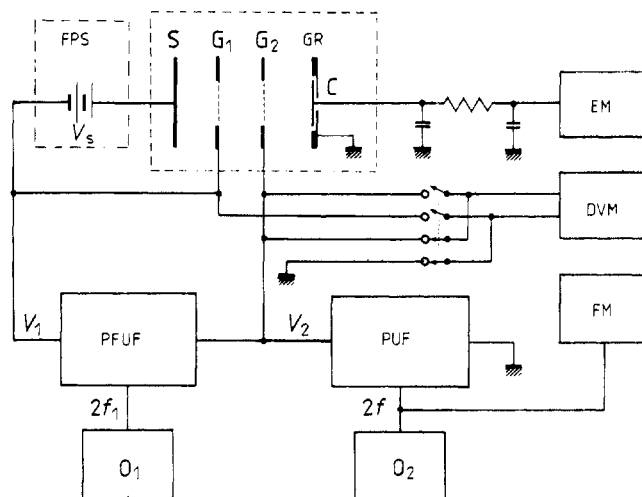 FPS S G₁ G₂ GR
C
EM
Vₛ
DVM
FM
V₁ PFUF V₂ PUF
2f₁ 2f
O₁ O₂